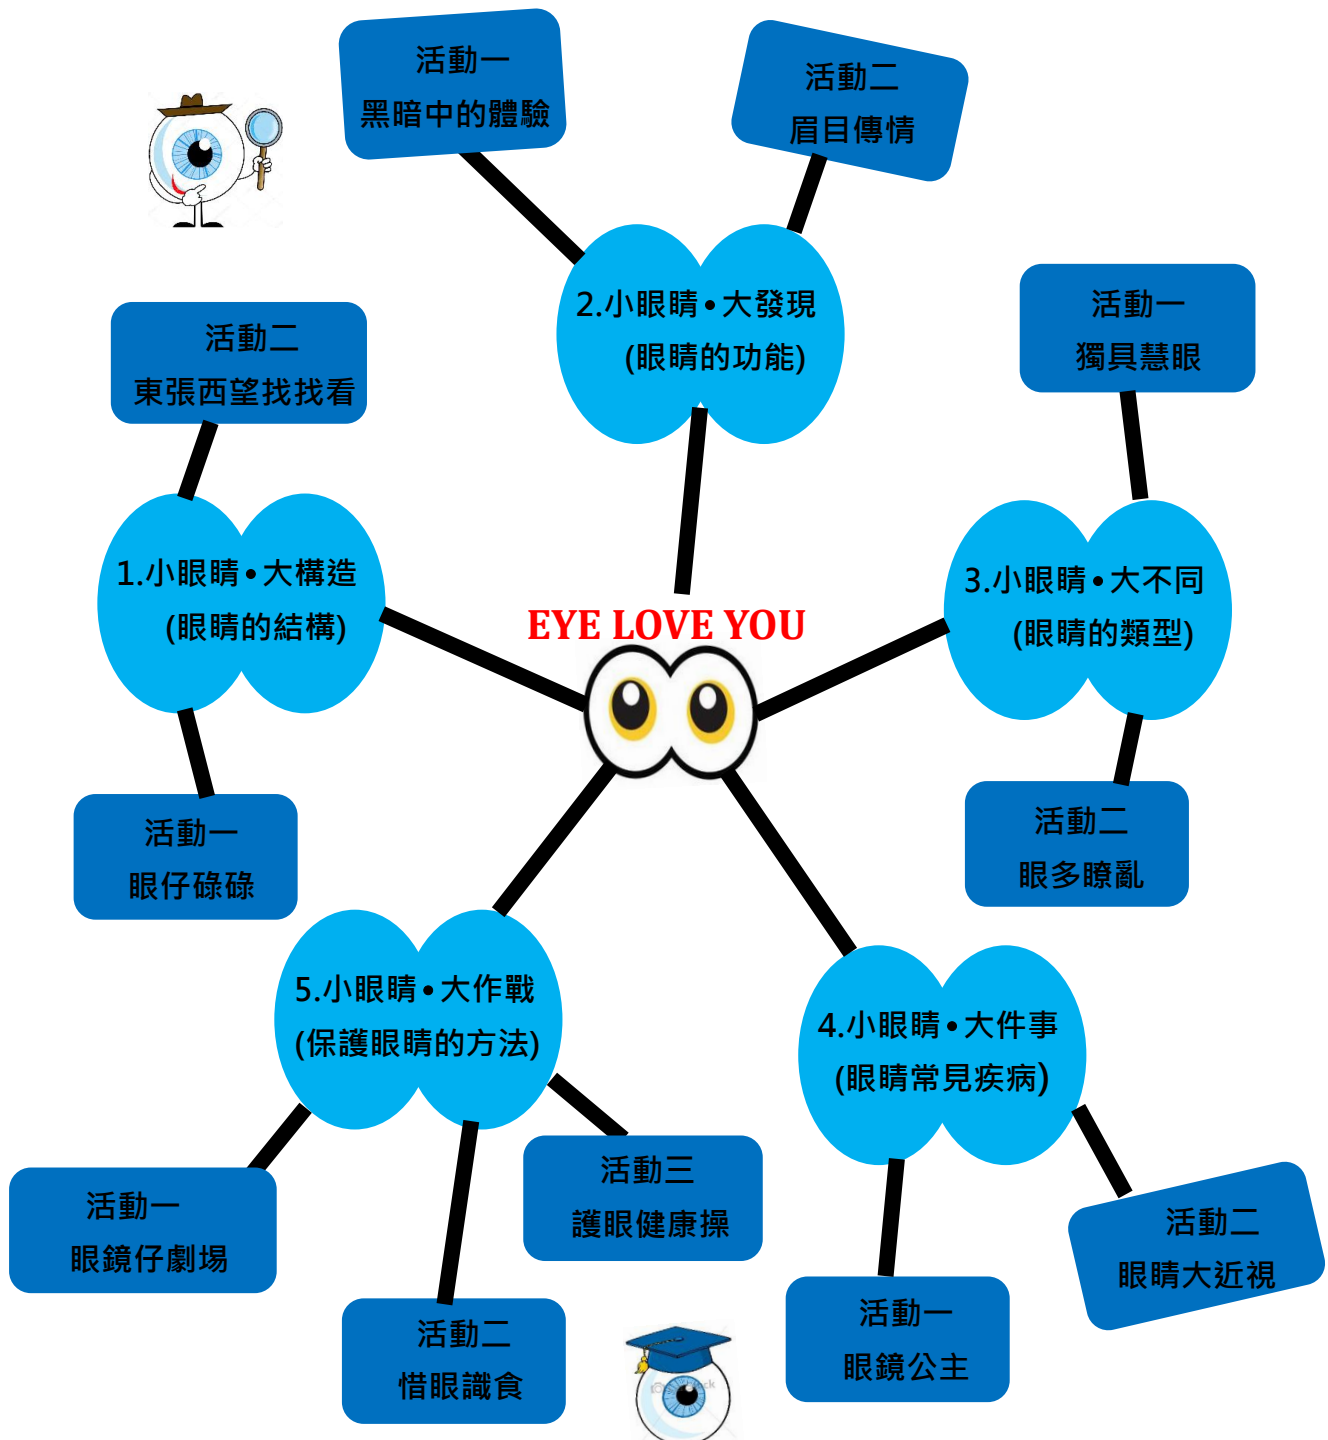 活動一
黑暗中的體驗
活動二
眉目傳情
2.小眼睛•大發現
(眼睛的功能)
活動一
獨具慧眼
活動二
東張西望找找看
1.小眼睛•大構造
(眼睛的結構)
3.小眼睛•大不同
(眼睛的類型)
EYE LOVE YOU
活動一
眼仔碌碌
活動二
眼多瞭亂
5.小眼睛•大作戰
(保護眼睛的方法)
4.小眼睛•大件事
(眼睛常見疾病)
活動一
眼鏡仔劇場
活動三
護眼健康操
活動二
眼睛大近視
活動二
惜眼識食
活動一
眼鏡公主